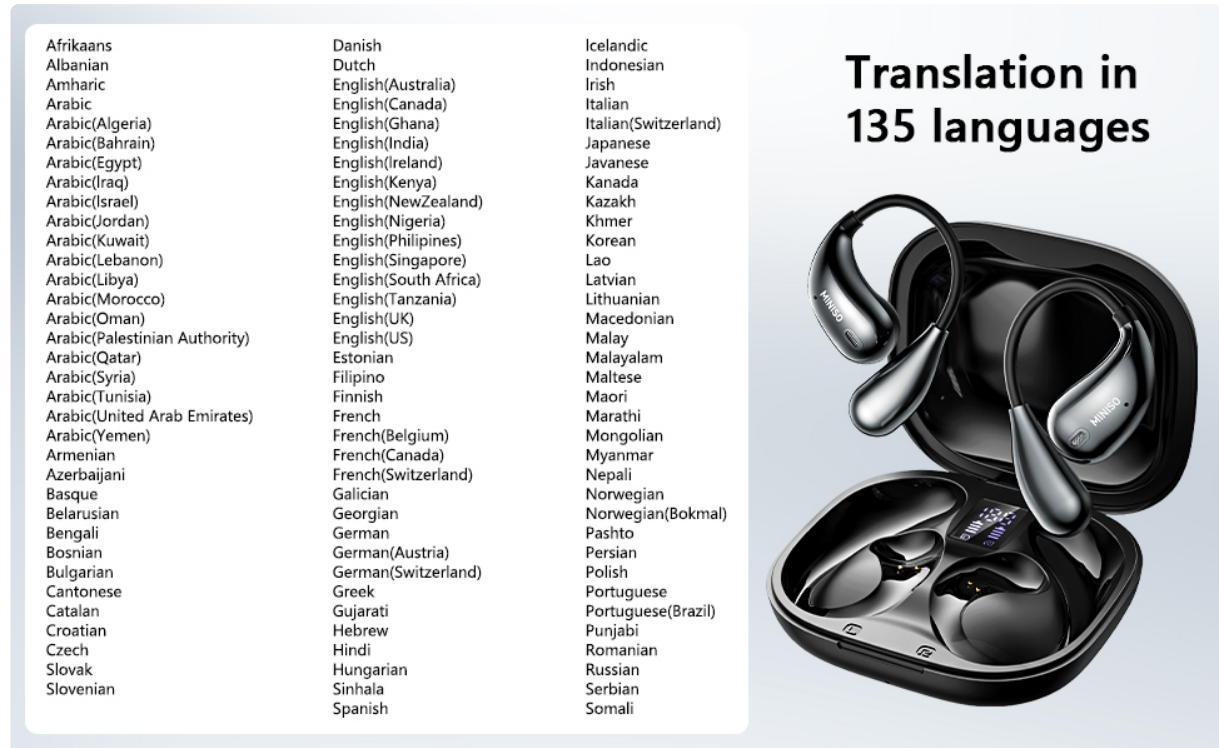 Afrikaans
Albanian
Amharic
Arabic
Arabic(Algeria)
Arabic(Bahrain)
Arabic(Egypt)
Arabic(Iraq)
Arabic(Israel)
Arabic(Jordan)
Arabic(Kuwait)
Arabic(Lebanon)
Arabic(Libya)
Arabic(Morocco)
Arabic(Oman)
Arabic(Palestinian Authority)
Arabic(Qatar)
Arabic(Syria)
Arabic(Tunisia)
Arabic(United Arab Emirates)
Arabic(Yemen)
Armenian
Azerbaijani
Basque
Belarusian
Bengali
Bosnian
Bulgarian
Cantonese
Catalan
Croatian
Czech
Slovak
Slovenian
Danish
Dutch
English(Australia)
English(Canada)
English(Ghana)
English(India)
English(Ireland)
English(Kenya)
English(NewZealand)
English(Nigeria)
English(Philipines)
English(Singapore)
English(South Africa)
English(Tanzania)
English(UK)
English(US)
Estonian
Filipino
Finnish
French
French(Belgium)
French(Canada)
French(Switzerland)
Galician
Georgian
German
German(Austria)
German(Switzerland)
Greek
Gujarati
Hebrew
Hindi
Hungarian
Sinhala
Spanish
Icelandic
Indonesian
Irish
Italian
Italian(Switzerland)
Japanese
Javanese
Kanada
Kazakh
Khmer
Korean
Lao
Latvian
Lithuanian
Macedonian
Malay
Malayalam
Maltese
Maori
Marathi
Mongolian
Myanmar
Nepali
Norwegian
Norwegian(Bokmal)
Pashto
Persian
Polish
Portuguese
Portuguese(Brazil)
Punjabi
Romanian
Russian
Serbian
Somali
Translation in
135 languages
MINISO
MINISO
L
R